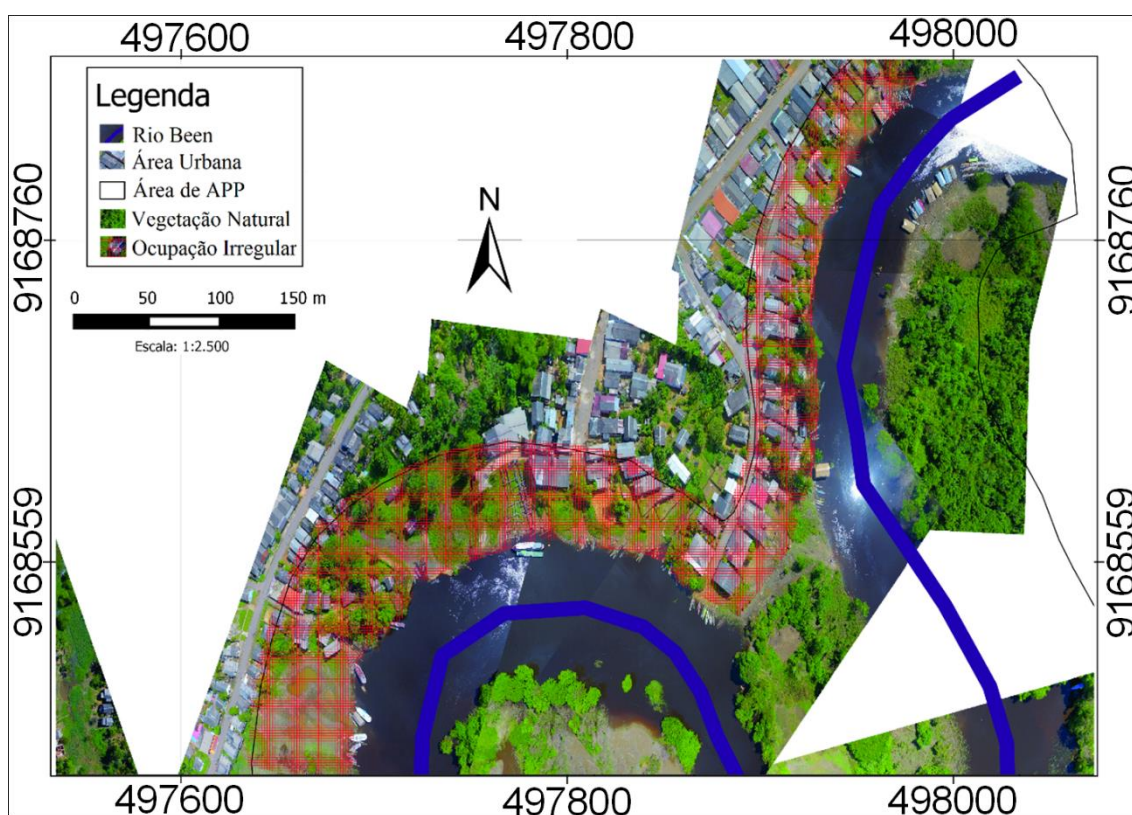 497600 497800 498000
Legenda
Rio Been
Área Urbana
Área de APP
Vegetação Natural
Ocupação Irregular
N
9168760 9168760
0 50 100 150 m
Escala: 1:2.500
9168559 9168559
497600 497800 498000